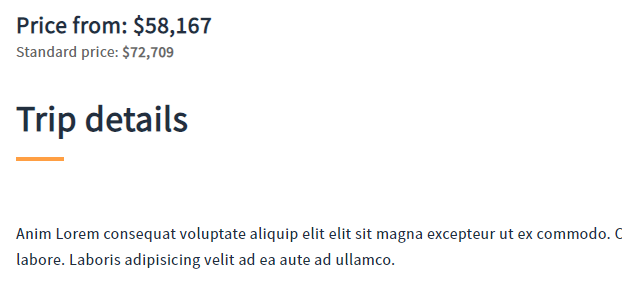 Price from: $58,167
Standard price: $72,709
Trip details
Anim Lorem consequat voluptate aliquip elit elit sit magna excepteur ut ex commodo.
labore. Laboris adipisicing velit ad ea aute ad ullamco.